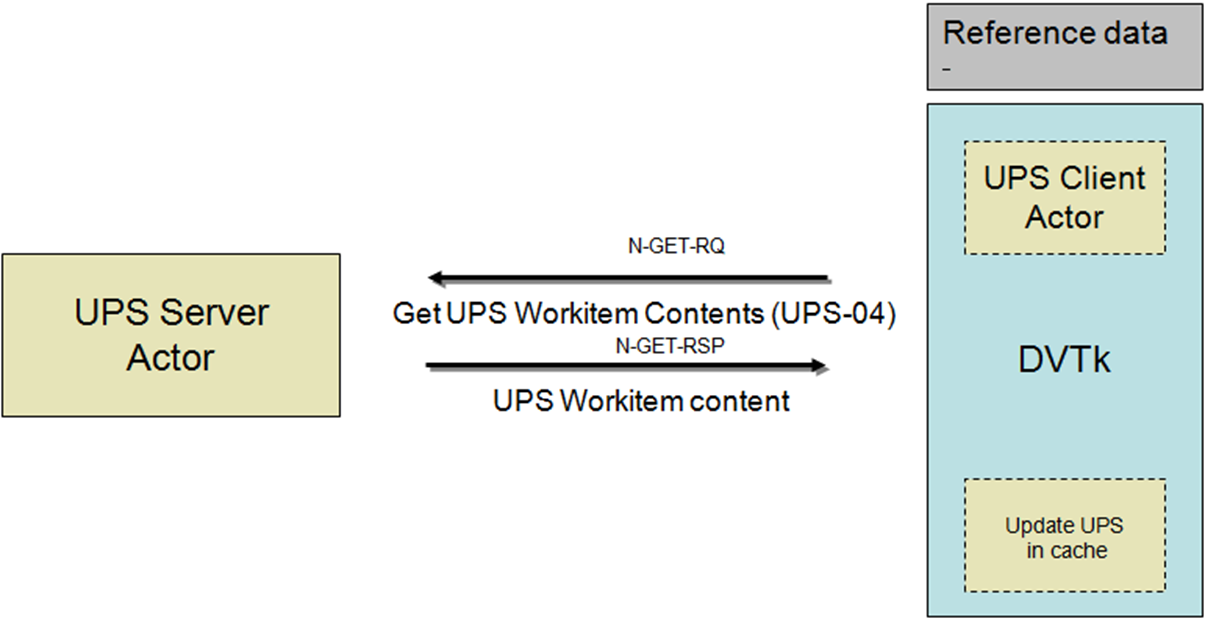 Reference data
-
UPS Client
Actor
N-GET-RQ
UPS Server
Actor
Get UPS Workitem Contents (UPS-04)
N-GET-RSP
DVTk
UPS Workitem content
Update UPS
in cache